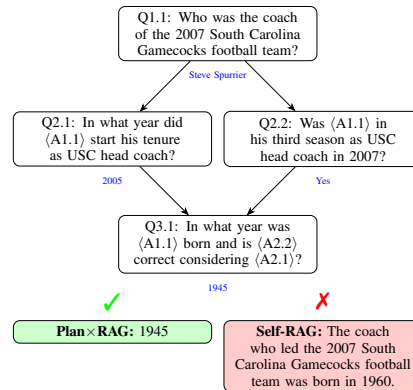 Q1.1: Who was the coach
of the 2007 South Carolina
Gamecocks football team?
Steve Spurrier
Q2.1: In what year did
⟨A1.1⟩ start his tenure
as USC head coach?
Q2.2: Was ⟨A1.1⟩ in
his third season as USC
head coach in 2007?
2005
Yes
Q3.1: In what year was
⟨A1.1⟩ born and is ⟨A2.2⟩
correct considering ⟨A2.1⟩?
1945
✓
✗
Plan×RAG: 1945
Self-RAG: The coach
who led the 2007 South
Carolina Gamecocks football
team was born in 1960.